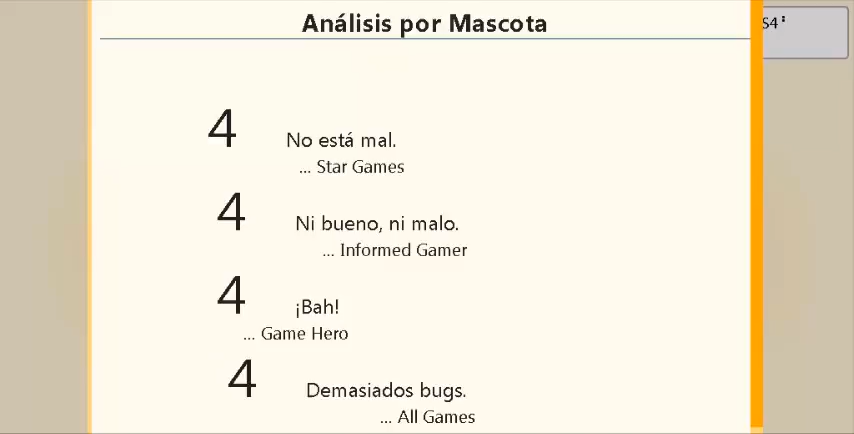 Análisis por Mascota
4
No está mal.
... Star Games
4
Ni bueno, ni malo.
... Informed Gamer
4
¡Bah!
... Game Hero
4
Demasiados bugs.
... All Games